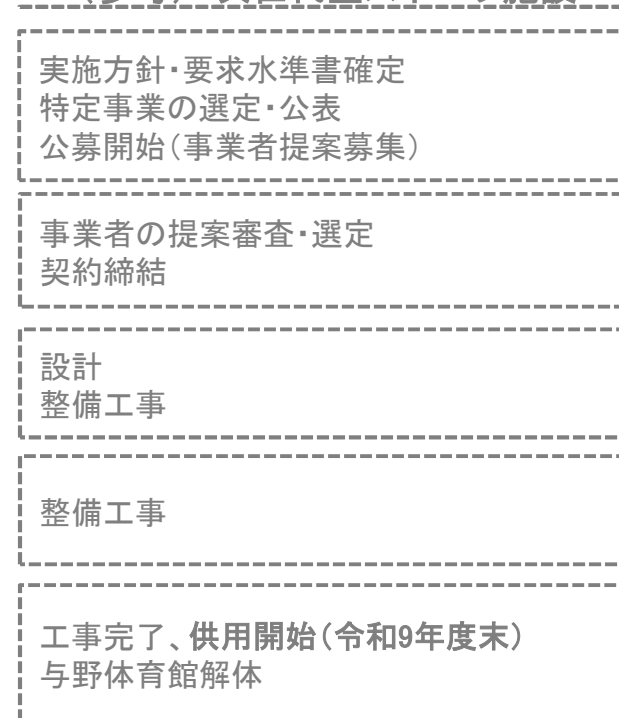 実施方針・要求水準書確定
特定事業の選定・公表
公募開始（事業者提案募集）
事業者の提案審査・選定
契約締結
設計
整備工事
整備工事
工事完了、供用開始（令和9年度末）
与野体育館解体